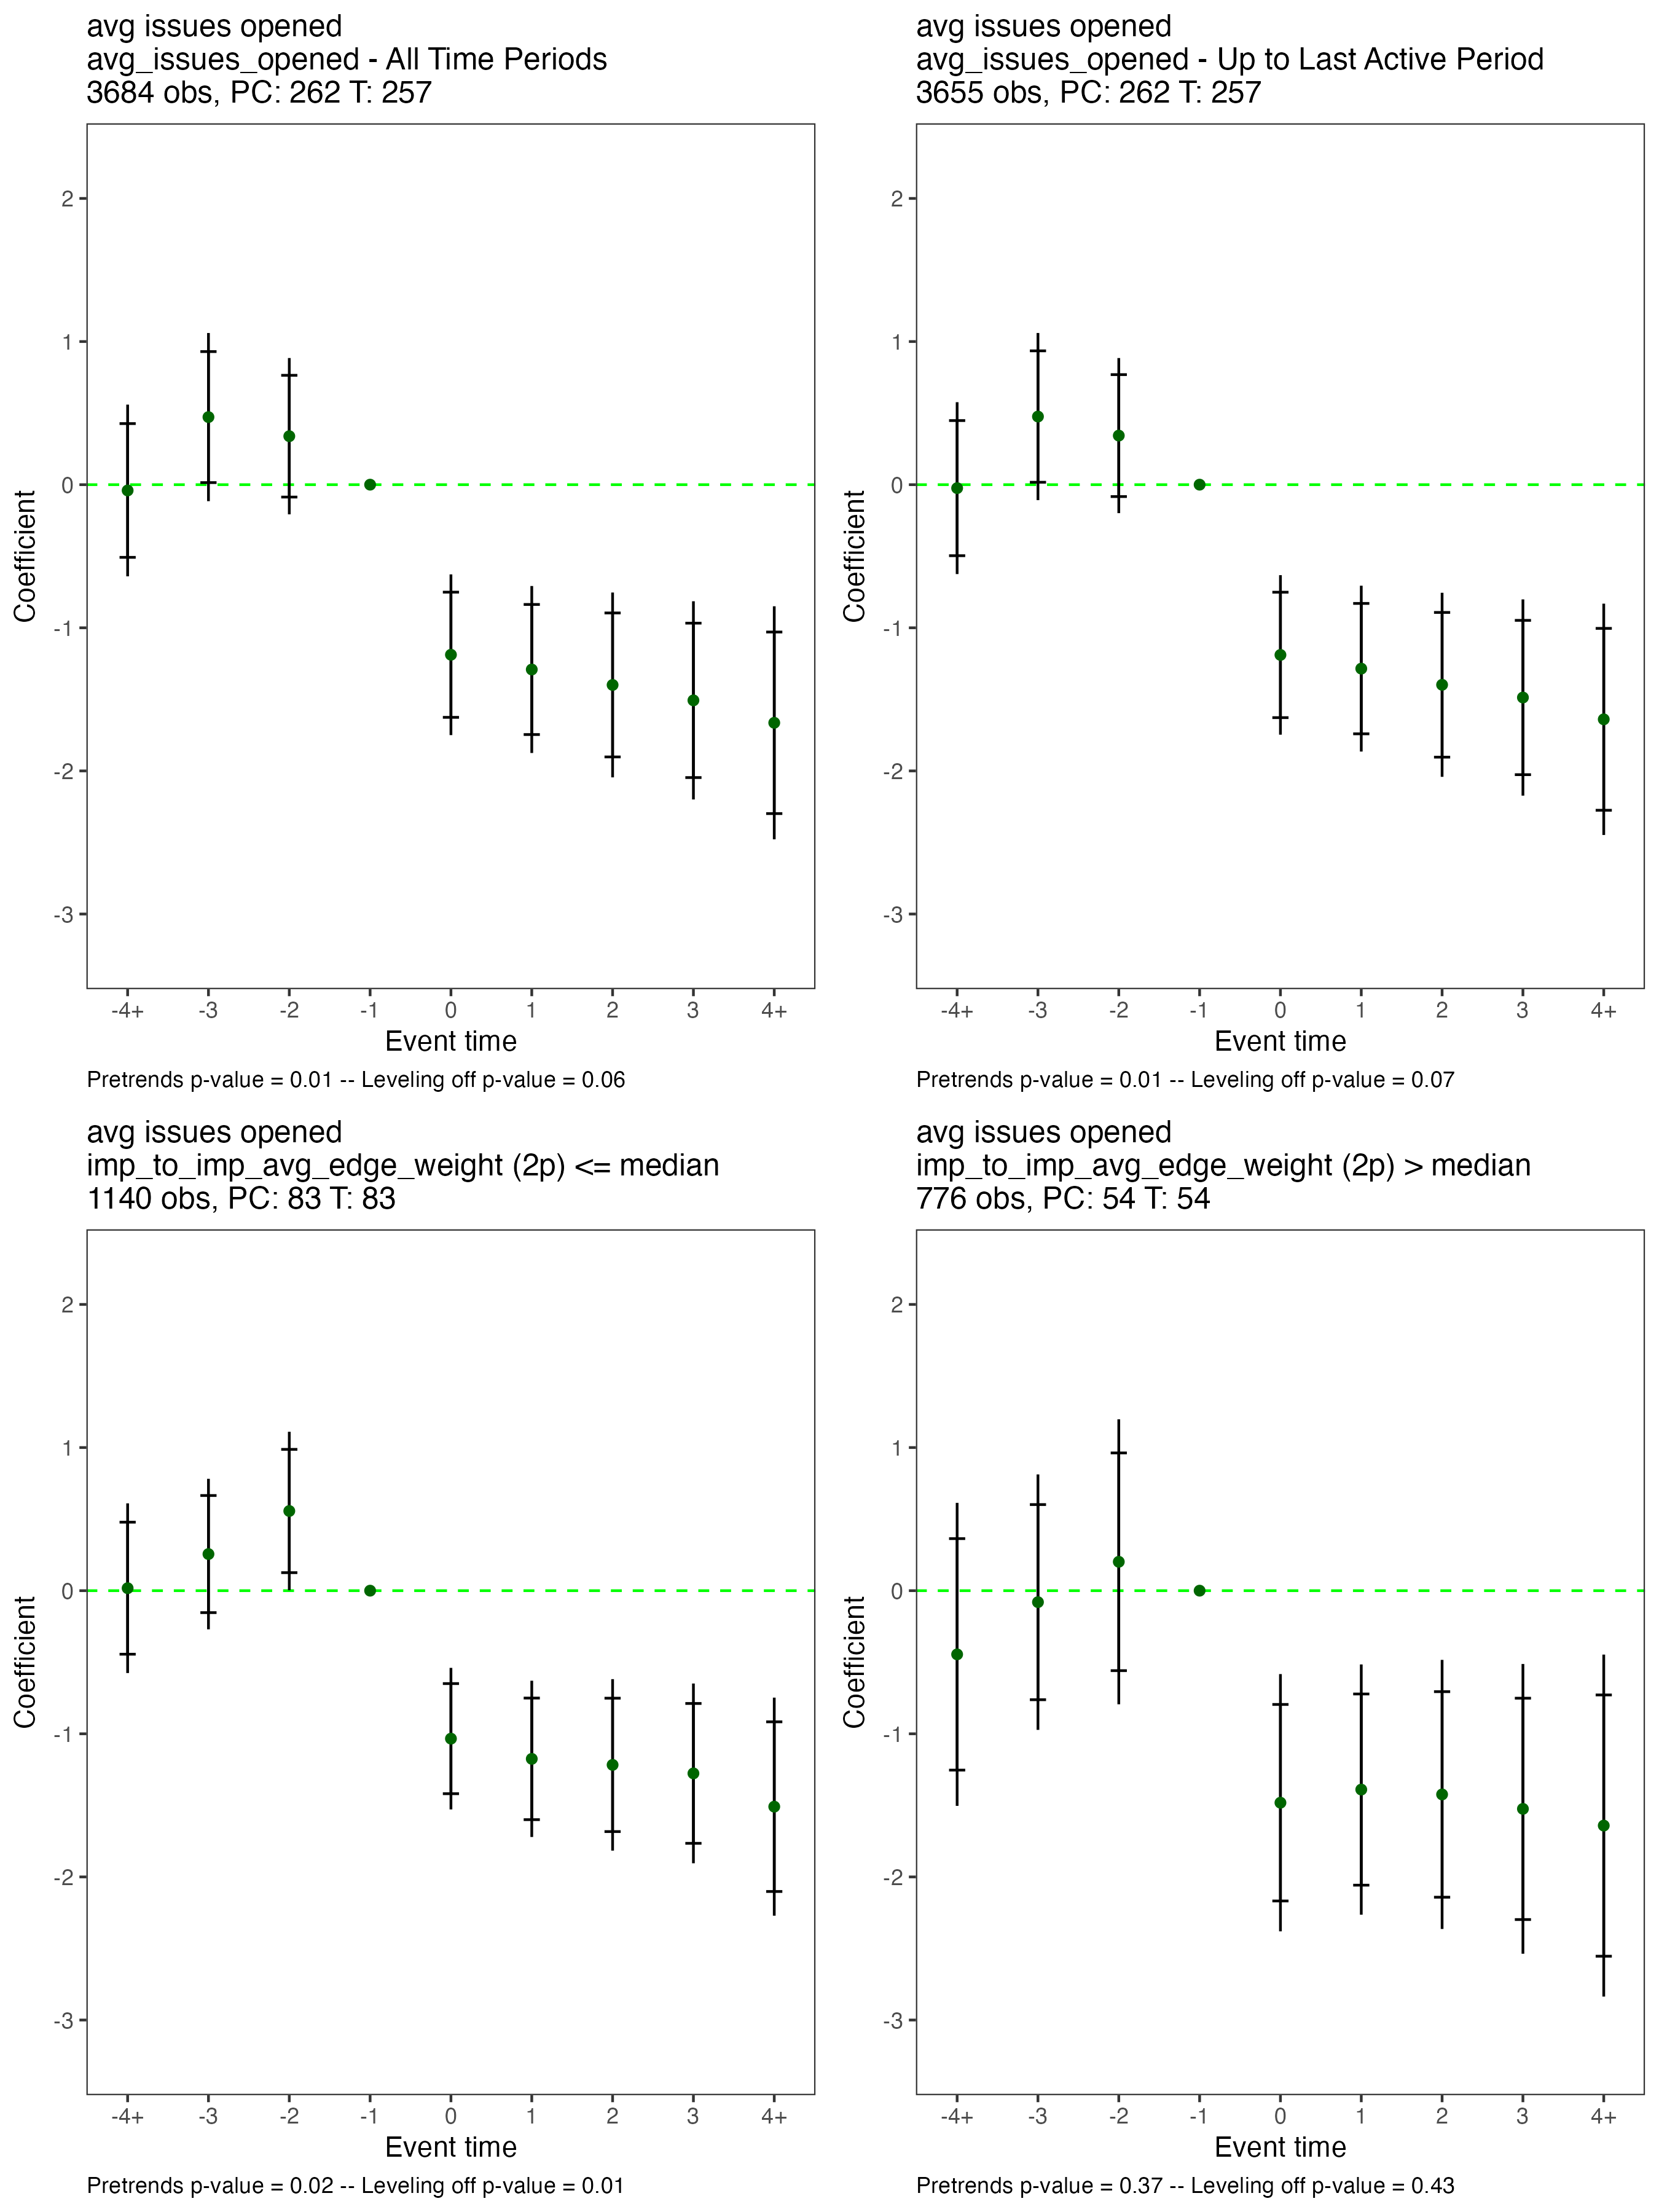 avg issues opened
avg_issues_opened - All Time Periods
3684 obs, PC: 262 T: 257
2
1
0
-1
-2
-3
Coefficient
-4+ -3 -2 -1 0 1 2 3 4+
Event time
Pretrends p-value = 0.01 -- Leveling off p-value = 0.06
avg issues opened
avg_issues_opened - Up to Last Active Period
3655 obs, PC: 262 T: 257
2
1
0
-1
-2
-3
Coefficient
-4+ -3 -2 -1 0 1 2 3 4+
Event time
Pretrends p-value = 0.01 -- Leveling off p-value = 0.07
avg issues opened
imp_to_imp_avg_edge_weight (2p) <= median
1140 obs, PC: 83 T: 83
2
1
0
-1
-2
-3
Coefficient
-4+ -3 -2 -1 0 1 2 3 4+
Event time
Pretrends p-value = 0.02 -- Leveling off p-value = 0.01
avg issues opened
imp_to_imp_avg_edge_weight (2p) > median
776 obs, PC: 54 T: 54
2
1
0
-1
-2
-3
Coefficient
-4+ -3 -2 -1 0 1 2 3 4+
Event time
Pretrends p-value = 0.37 -- Leveling off p-value = 0.43